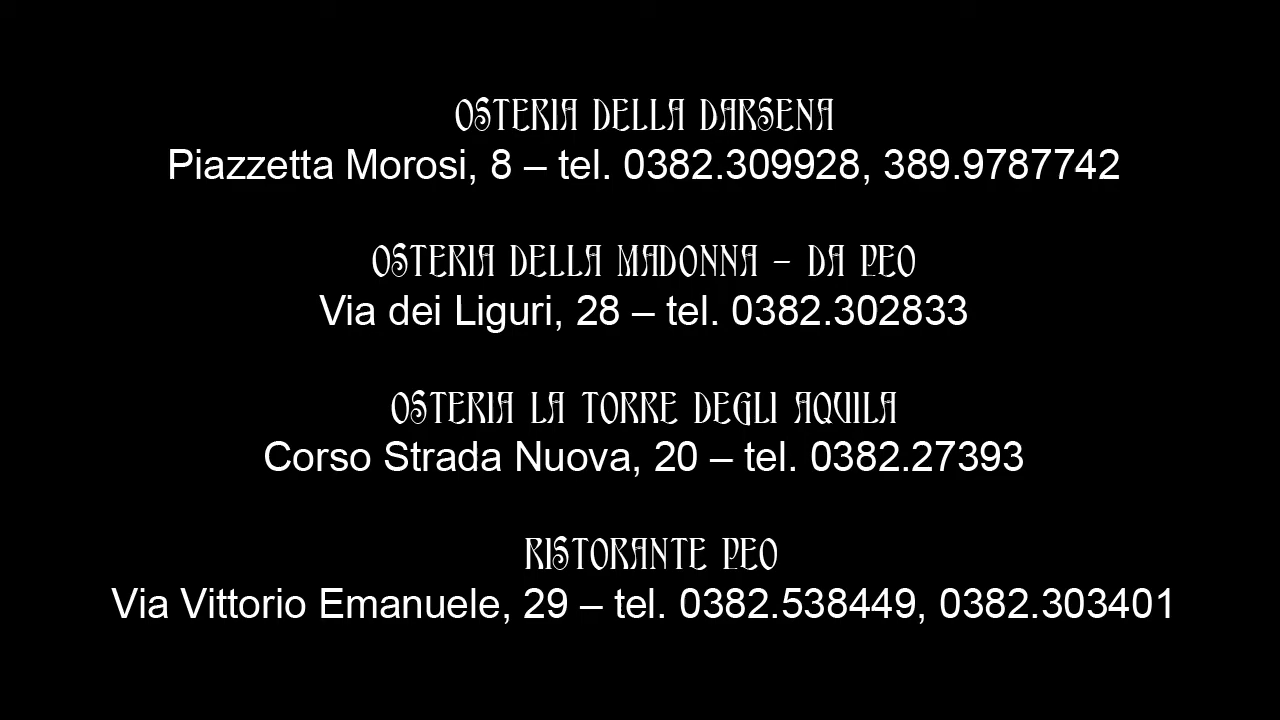 OSTERIA DELLA DARSENA
Piazzetta Morosi, 8 – tel. 0382.309928, 389.9787742
OSTERIA DELLA MADONNA – DA PEO
Via dei Liguri, 28 – tel. 0382.302833
OSTERIA LA TORRE DEGLI AQUILA
Corso Strada Nuova, 20 – tel. 0382.27393
RISTORANTE PEO
Via Vittorio Emanuele, 29 – tel. 0382.538449, 0382.303401